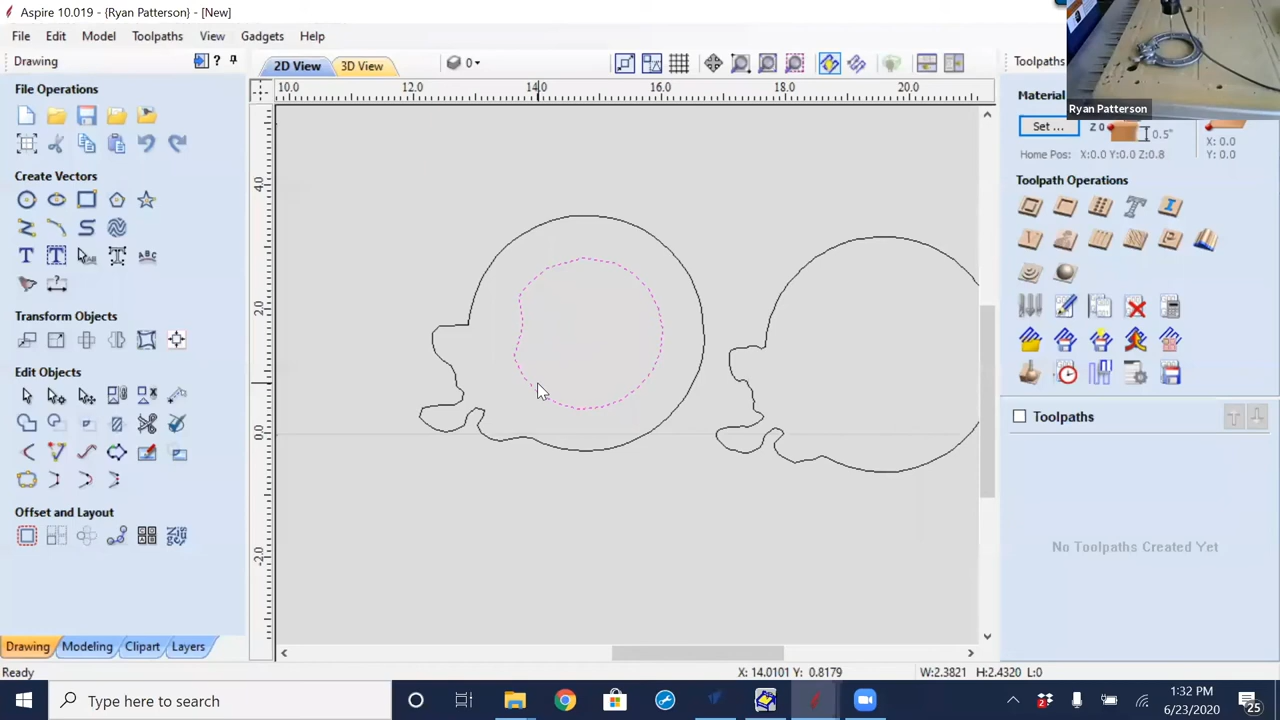 Aspire 10.019 - {Ryan Patterson} - [New]
File Edit Model Toolpaths View Gadgets Help
Drawing
?
2D View
3D View
0
Toolpaths
Ryan Patterson
File Operations
10.0 12.0 14.0 16.0 18.0 20.0
Material
Set ...
Z 0
0.5"
X: 0.0
Y: 0.0
Home Pos: X:0.0 Y:0.0 Z:0.8
Create Vectors
Toolpath Operations
4.0
2.0
0.0
-2.0
Transform Objects
Edit Objects
Toolpaths
Offset and Layout
No Toolpaths Created Yet
Drawing Modeling Clipart Layers
Ready
X: 14.0101 Y: 0.8179
W:2.3821 H:2.4320 L:0
Type here to search
1:32 PM
6/23/2020
25